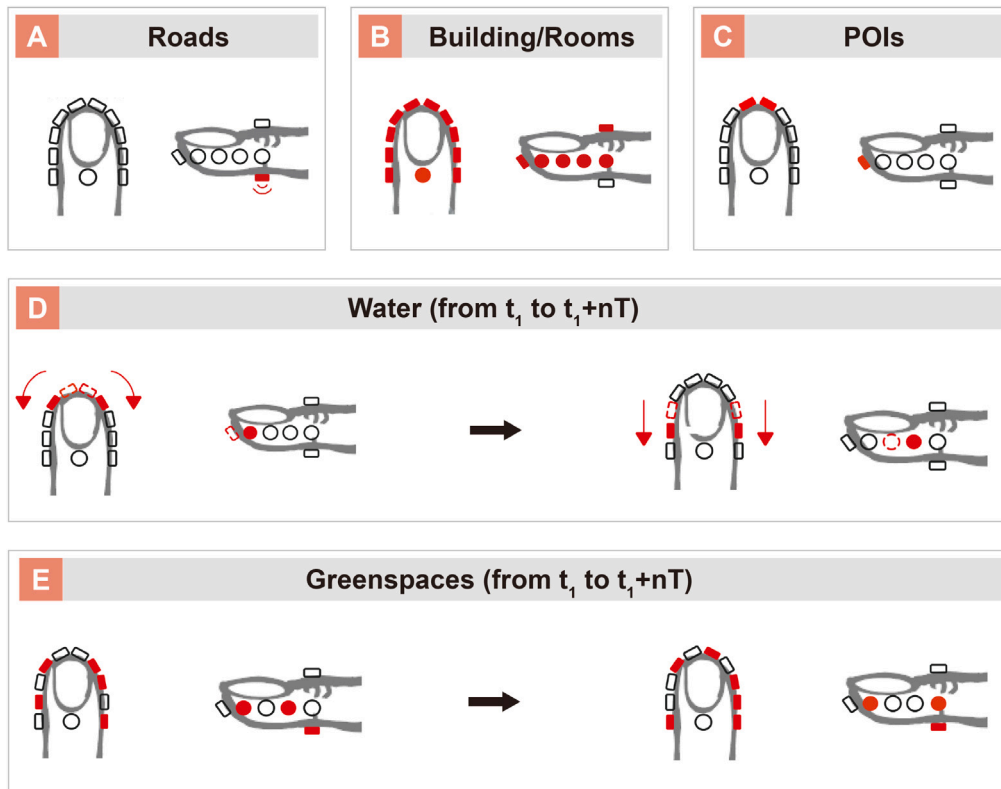 A Roads
B Building/Rooms
C POIs
D Water (from t1 to t1+nT)
E Greenspaces (from t1 to t1+nT)